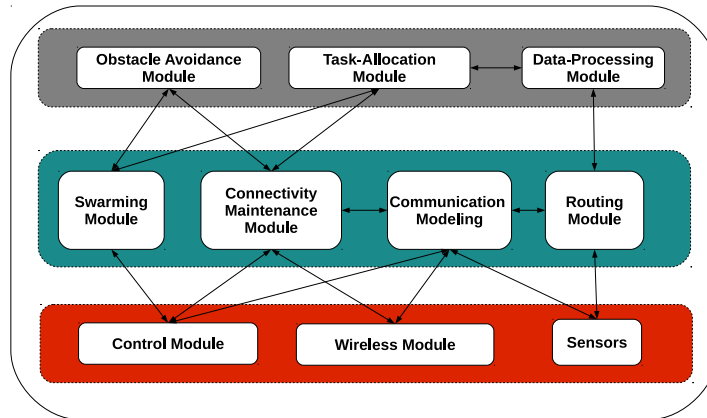 Obstacle Avoidance
Module
Task-Allocation
Module
Data-Processing
Module
Swarming
Module
Connectivity
Maintenance
Module
Communication
Modeling
Routing
Module
Control Module
Wireless Module
Sensors